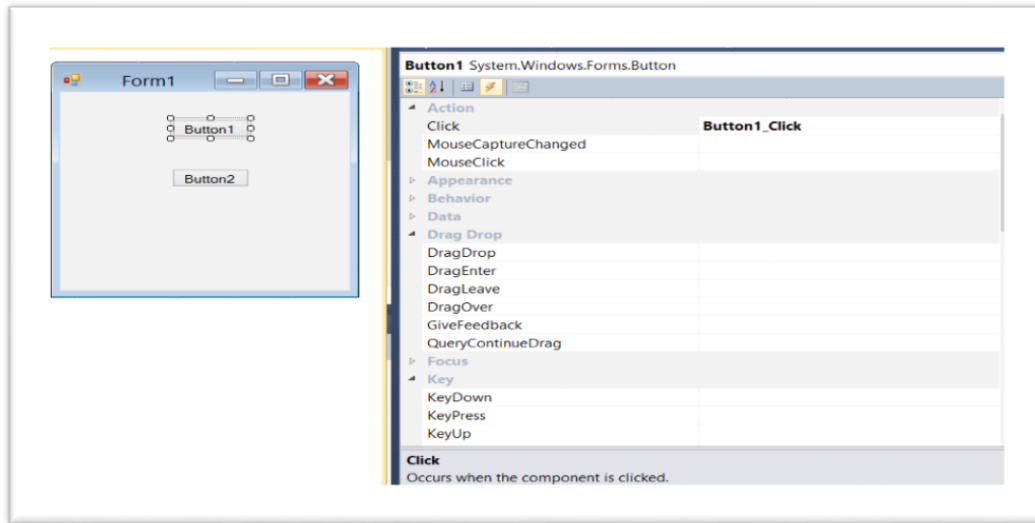 Form1
Button1
Button2
Button1 System.Windows.Forms.Button
Action
Click Button1_Click
MouseCaptureChanged
MouseClick
Appearance
Behavior
Data
Drag Drop
DragDrop
DragEnter
DragLeave
DragOver
GiveFeedback
QueryContinueDrag
Focus
Key
KeyDown
KeyPress
KeyUp
Click
Occurs when the component is clicked.